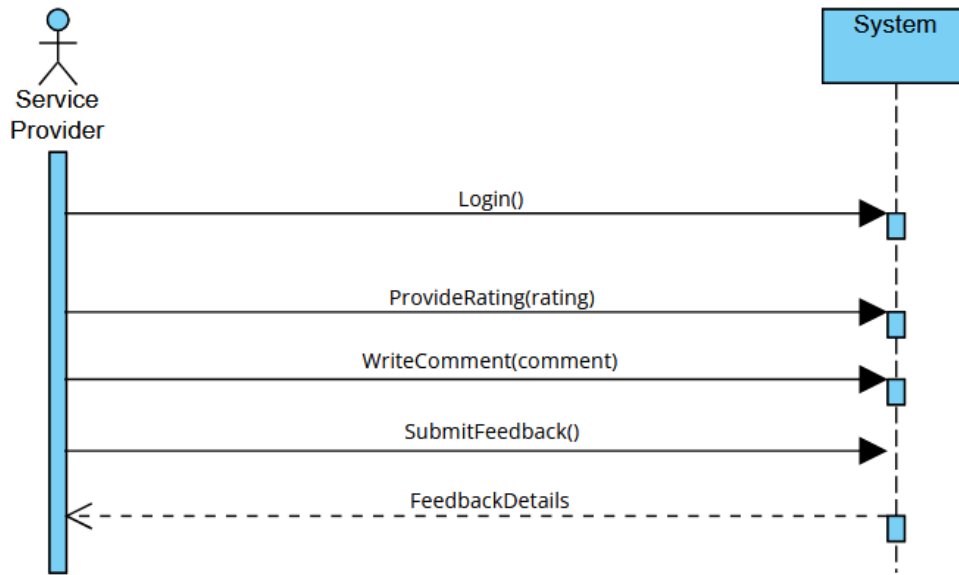 System
Service
Provider
Login()
ProvideRating(rating)
WriteComment(comment)
SubmitFeedback()
FeedbackDetails